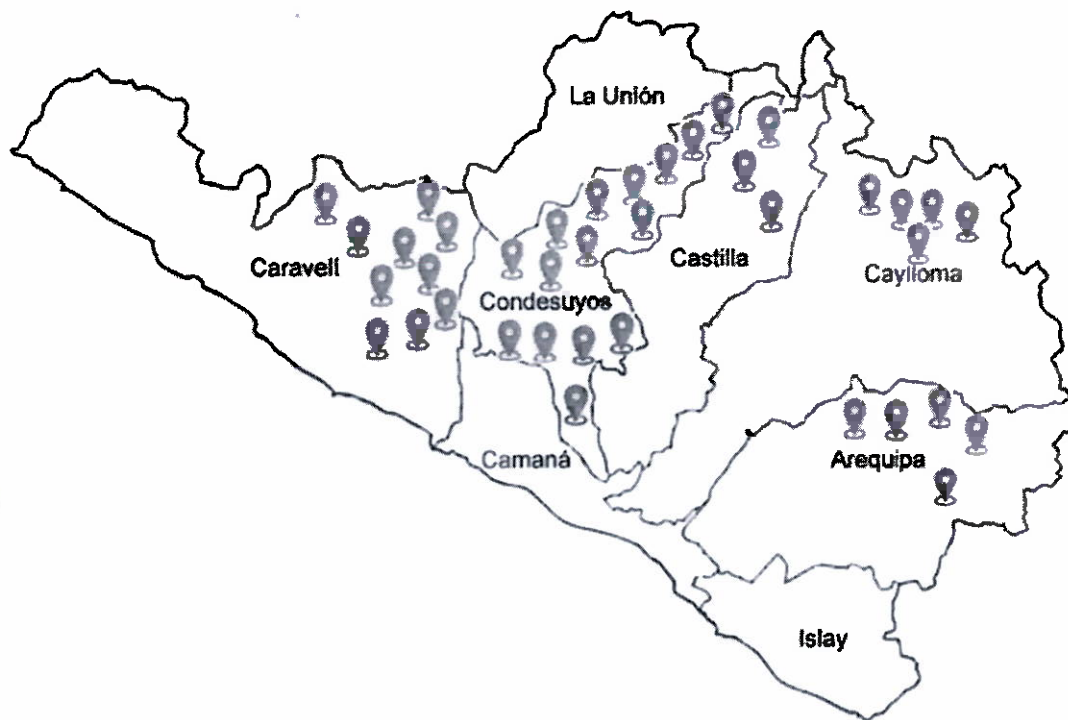 La Unión
Caravelí
Castilla
Caylloma
Condesuyos
Camaná
Arequipa
Islay